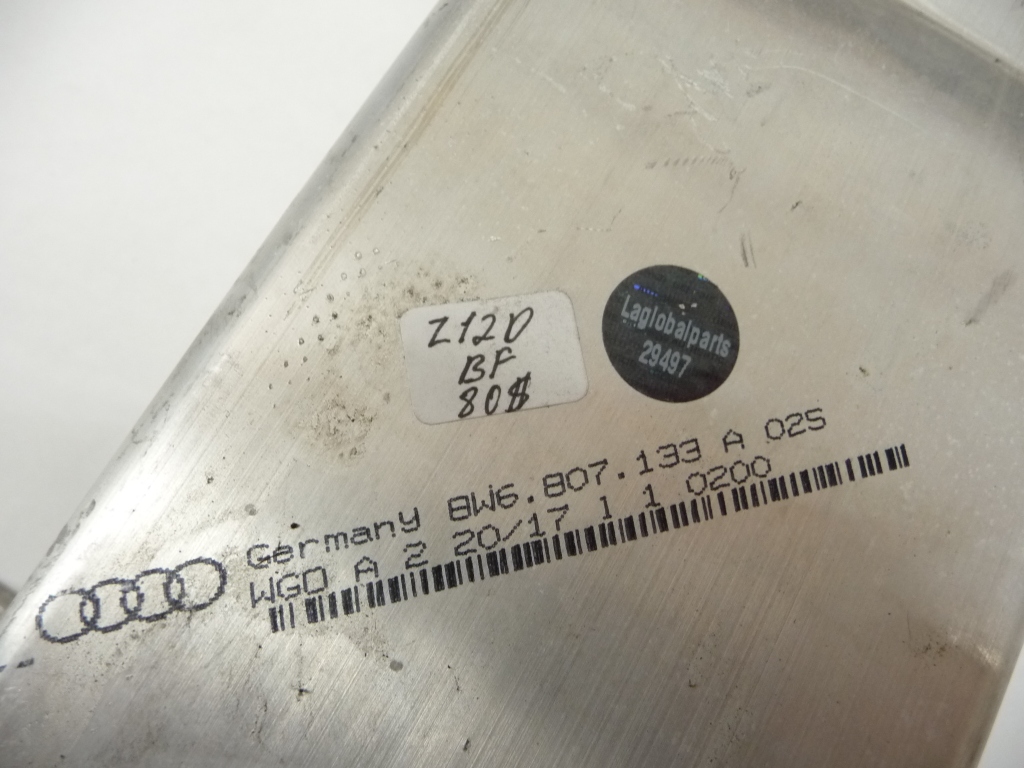 Z12D
BF
80$
Laglobalparts
29497
Germany 8W6.807.133 A 025
WGO A 2 20/17 1 1 0200